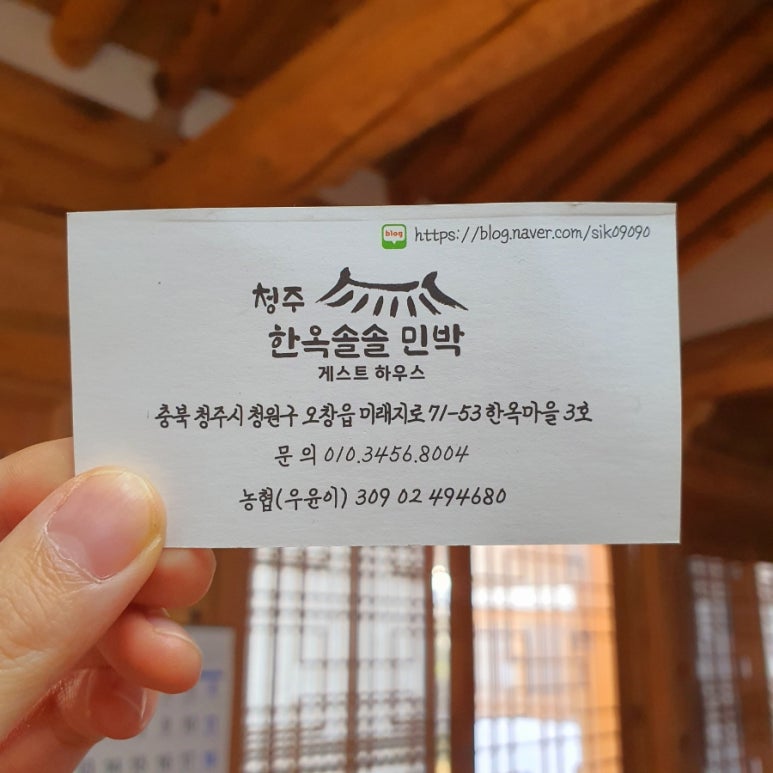 blog https://blog.naver.com/sik09090
청주
한옥솔솔 민박
게스트 하우스
충북 청주시 청원구 오창읍 미래지로 71-53 한옥마을 3호
문 의 010.3456.8004
농협(우윤이) 309 02 494680